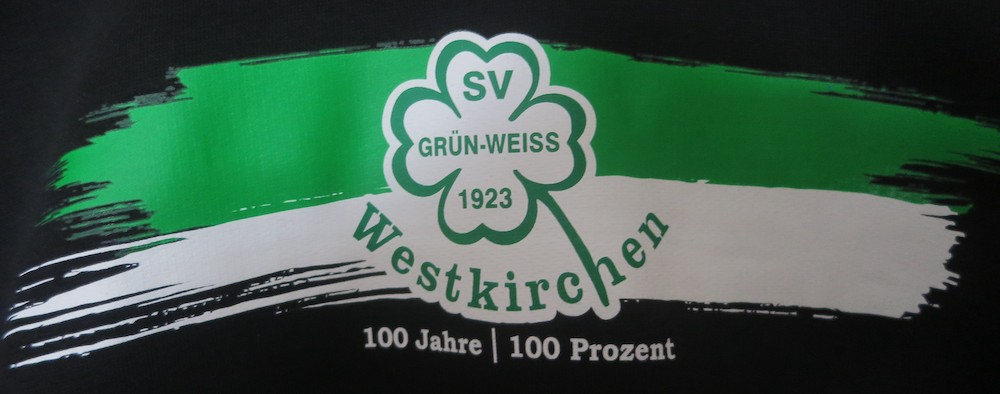 SV
GRÜN-WEISS
1923
Westkirchen
100 Jahre | 100 Prozent